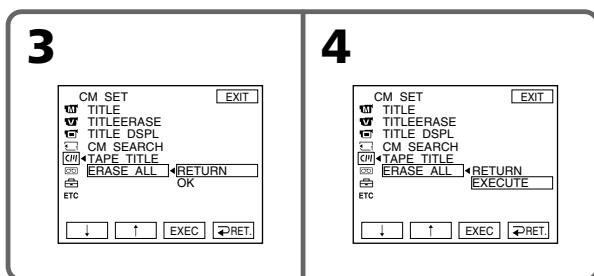 3
CM SET EXIT
TITLE
TITLEERASE
TITLE DSPL
CM SEARCH
TAPE TITLE
ERASE ALL RETURN
OK
ETC
↓ ↑ EXEC RET.
4
CM SET EXIT
TITLE
TITLEERASE
TITLE DSPL
CM SEARCH
TAPE TITLE
ERASE ALL RETURN
EXECUTE
ETC
↓ ↑ EXEC RET.